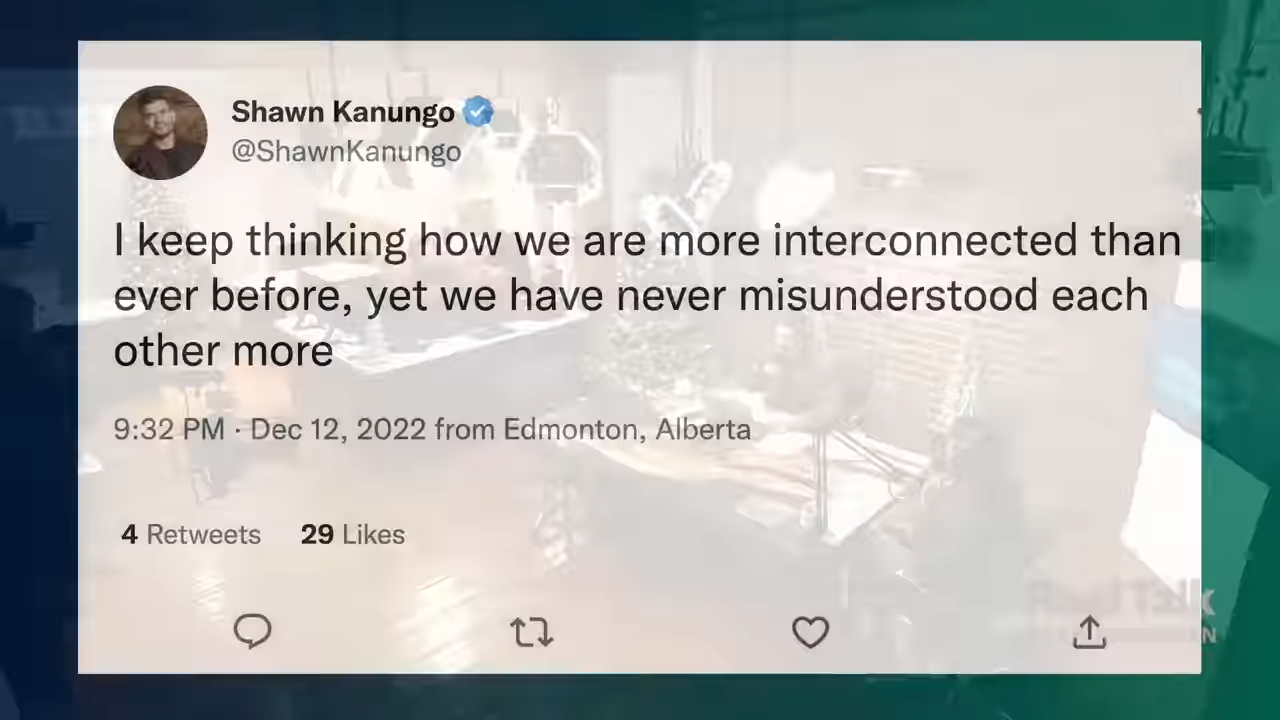 Shawn Kanungo
@ShawnKanungo
I keep thinking how we are more interconnected than
ever before, yet we have never misunderstood each
other more
9:32 PM · Dec 12, 2022 from Edmonton, Alberta
4 Retweets 29 Likes